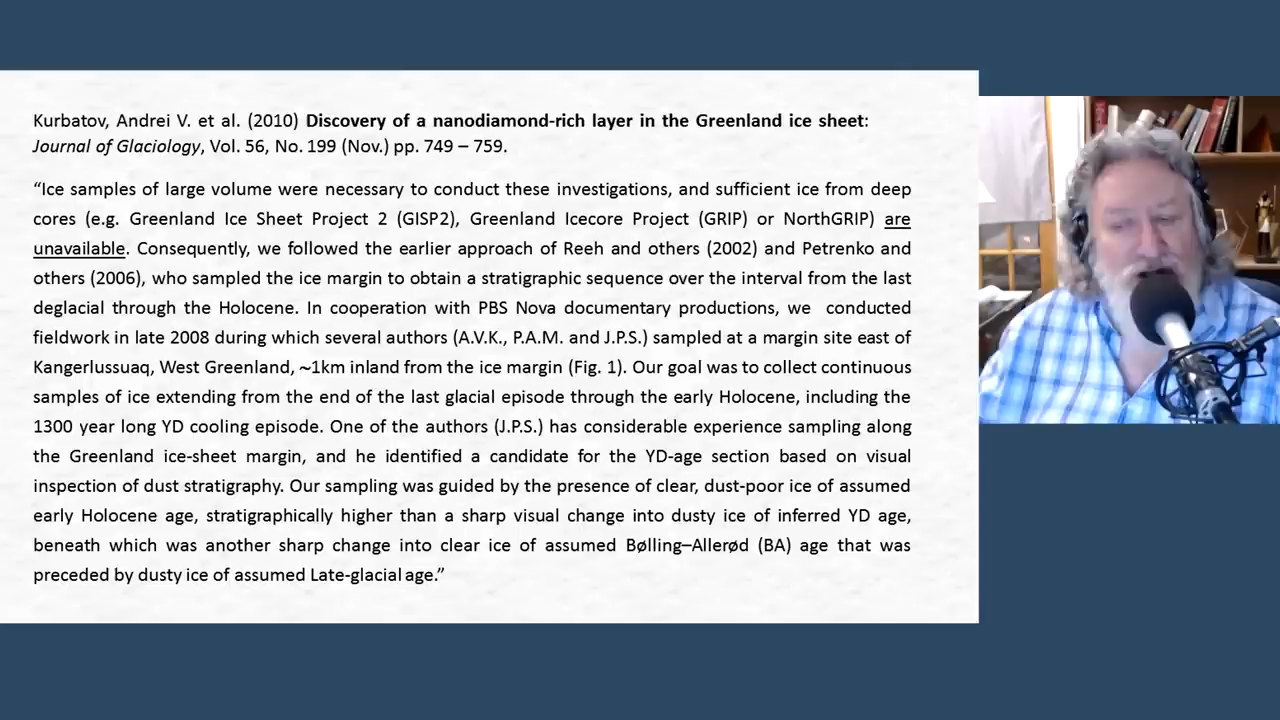 Kurbatov, Andrei V. et al. (2010) Discovery of a nanodiamond-rich layer in the Greenland ice sheet:
Journal of Glaciology, Vol. 56, No. 199 (Nov.) pp. 749 – 759.
“Ice samples of large volume were necessary to conduct these investigations, and sufficient ice from deep
cores (e.g. Greenland Ice Sheet Project 2 (GISP2), Greenland Icecore Project (GRIP) or NorthGRIP) are
unavailable. Consequently, we followed the earlier approach of Reeh and others (2002) and Petrenko and
others (2006), who sampled the ice margin to obtain a stratigraphic sequence over the interval from the last
deglacial through the Holocene. In cooperation with PBS Nova documentary productions, we conducted
fieldwork in late 2008 during which several authors (A.V.K., P.A.M. and J.P.S.) sampled at a margin site east of
Kangerlussuaq, West Greenland, ~1km inland from the ice margin (Fig. 1). Our goal was to collect continuous
samples of ice extending from the end of the last glacial episode through the early Holocene, including the
1300 year long YD cooling episode. One of the authors (J.P.S.) has considerable experience sampling along
the Greenland ice-sheet margin, and he identified a candidate for the YD-age section based on visual
inspection of dust stratigraphy. Our sampling was guided by the presence of clear, dust-poor ice of assumed
early Holocene age, stratigraphically higher than a sharp visual change into dusty ice of inferred YD age,
beneath which was another sharp change into clear ice of assumed Bølling–Allerød (BA) age that was
preceded by dusty ice of assumed Late-glacial age.”